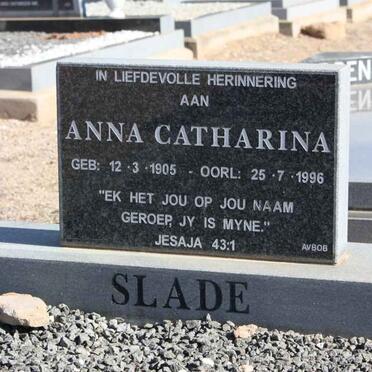 IN LIEFDEVOLLE HERINNERING
AAN
ANNA CATHARINA
GEB: 12·3·1905 - OORL: 25·7·1996
"EK HET JOU OP JOU NAAM
GEROEP, JY IS MYNE."
JESAJA 43:1
AVBOB
SLADE